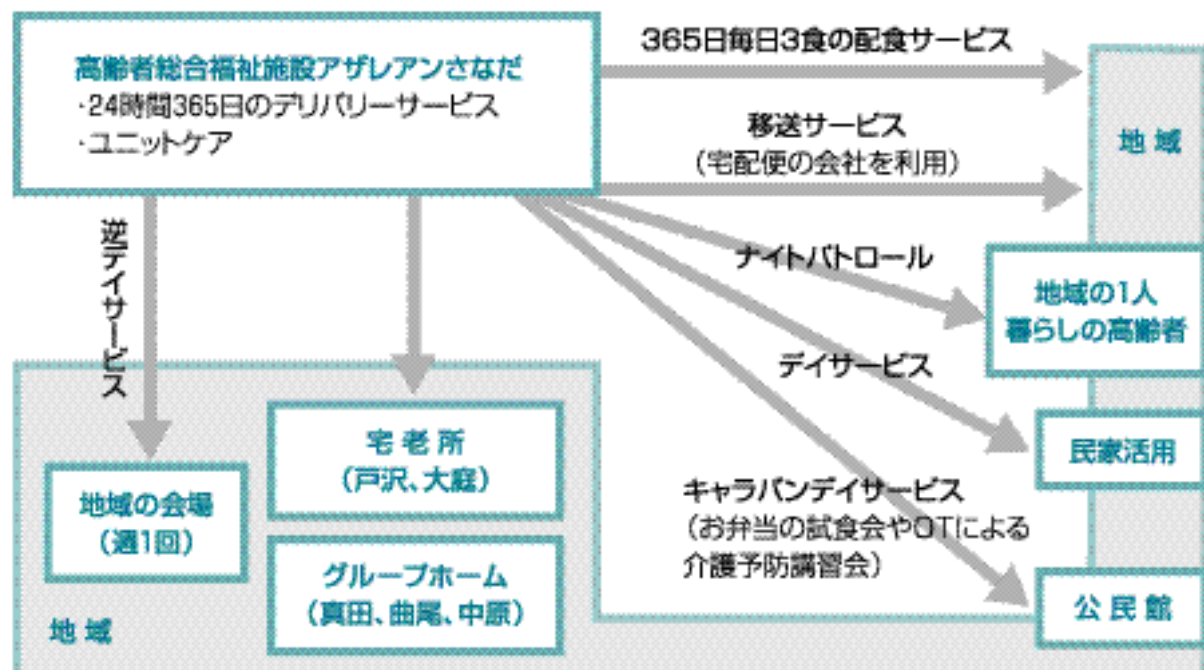 高齢者総合福祉施設アザレアンさなだ
・24時間365日のデリバリーサービス
・ユニットケア
365日毎日3食の配食サービス
移送サービス
（宅配便の会社を利用）
地域
ナイトパトロール
地域の1人
暮らしの高齢者
デイサービス
民家活用
キャラバンデイサービス
（お弁当の試食会やOTによる
介護予防講習会）
公民館
逆デイサービス
地域の会場
（週1回）
宅老所
（戸沢、大庭）
グループホーム
（真田、曲尾、中原）
地域